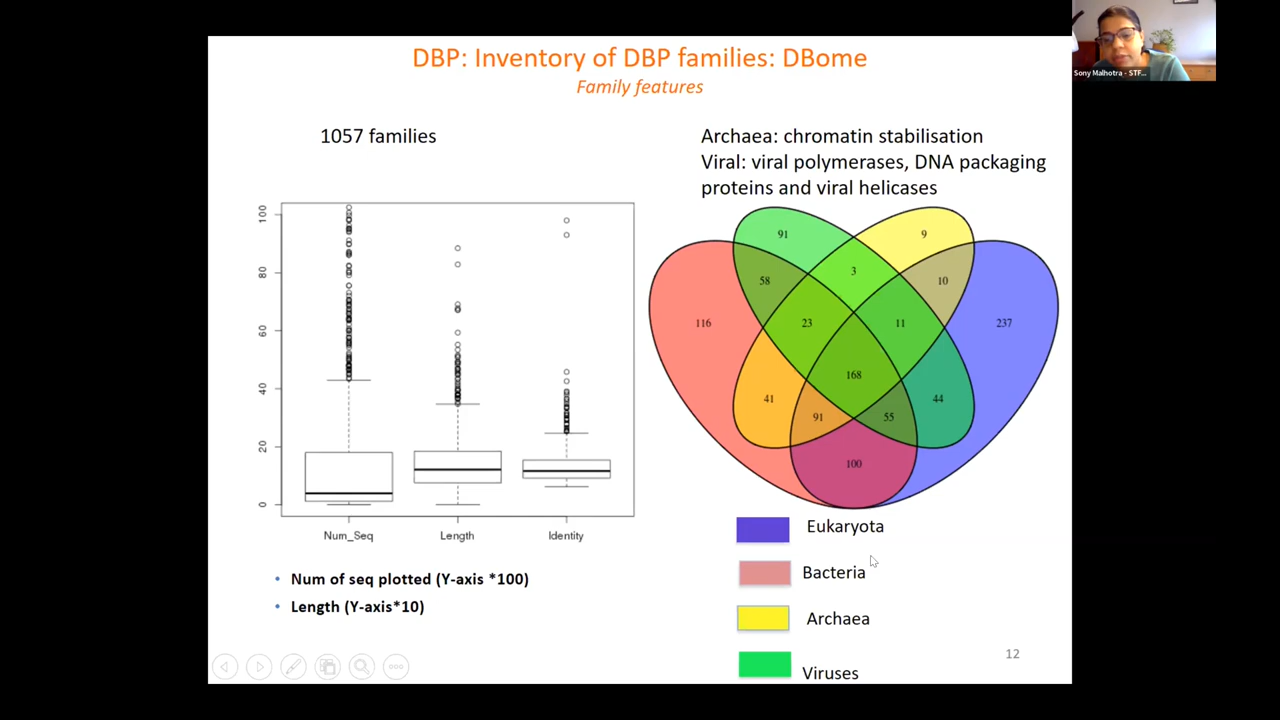 DBP: Inventory of DBP families: DBome
Family features
Sony Malhotra - STF...
1057 families
Archaea: chromatin stabilisation
Viral: viral polymerases, DNA packaging
proteins and viral helicases
100
80
60
40
20
0
Num_Seq
Length
Identity
• Num of seq plotted (Y-axis *100)
• Length (Y-axis*10)
91
9
58
3
10
116
23
11
237
168
41
91
55
44
100
Eukaryota
Bacteria
Archaea
Viruses
12